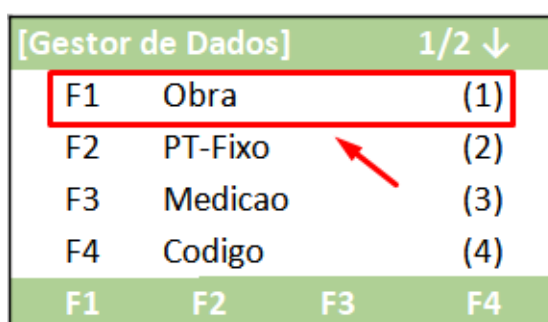 [Gestor de Dados] 1/2 ↓
F1 Obra (1)
F2 PT-Fixo (2)
F3 Medicao (3)
F4 Codigo (4)
F1 F2 F3 F4